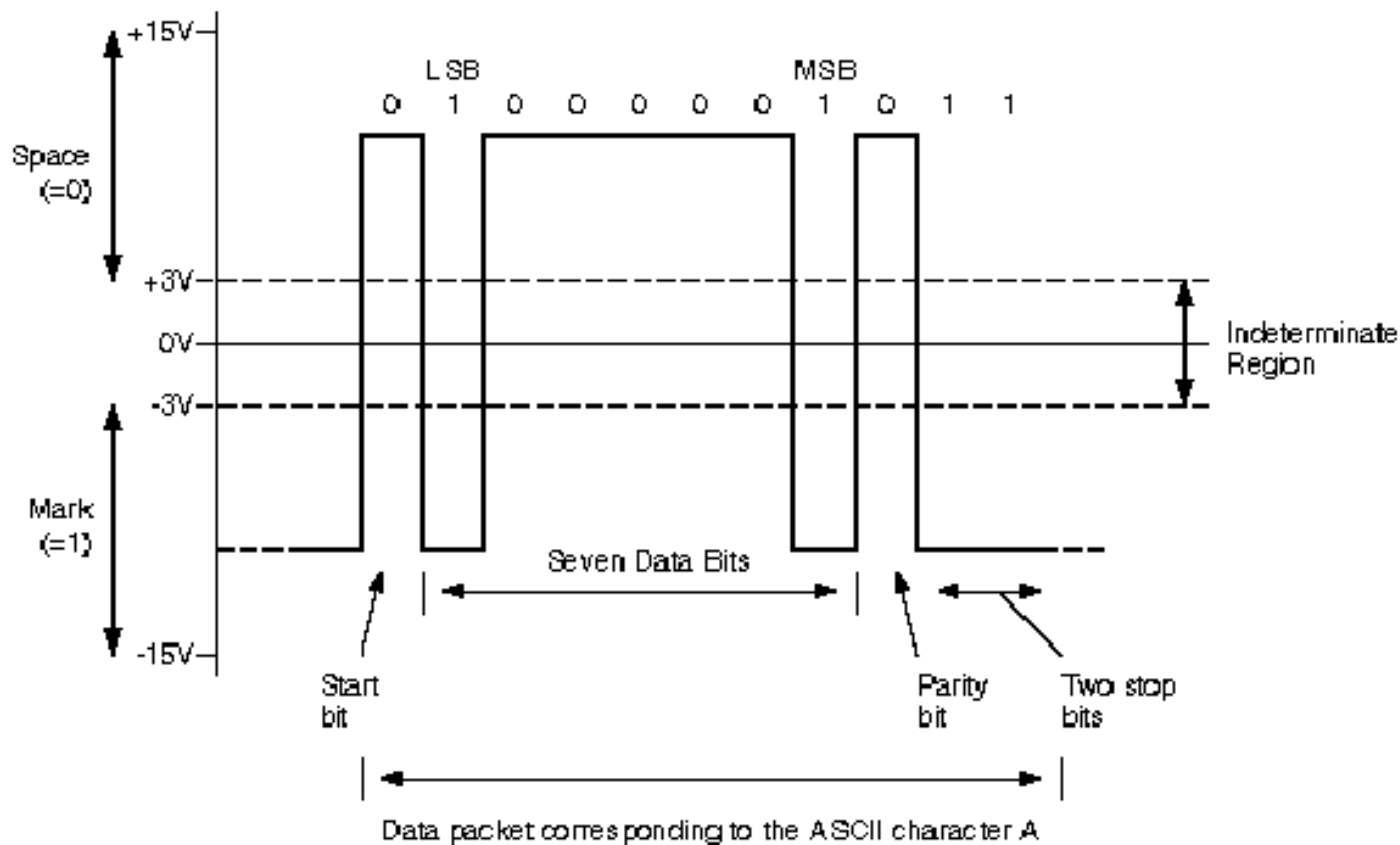 +15V
LSB MSB
0 1 0 0 0 0 0 1 0 1 1
Space
(=0)
+3V
0V
Indeterminate
Region
-3V
Mark
(=1)
Seven Data Bits
-15V
Start
bit
Parity
bit
Two stop
bits
Data packet corresponding to the ASCII character A